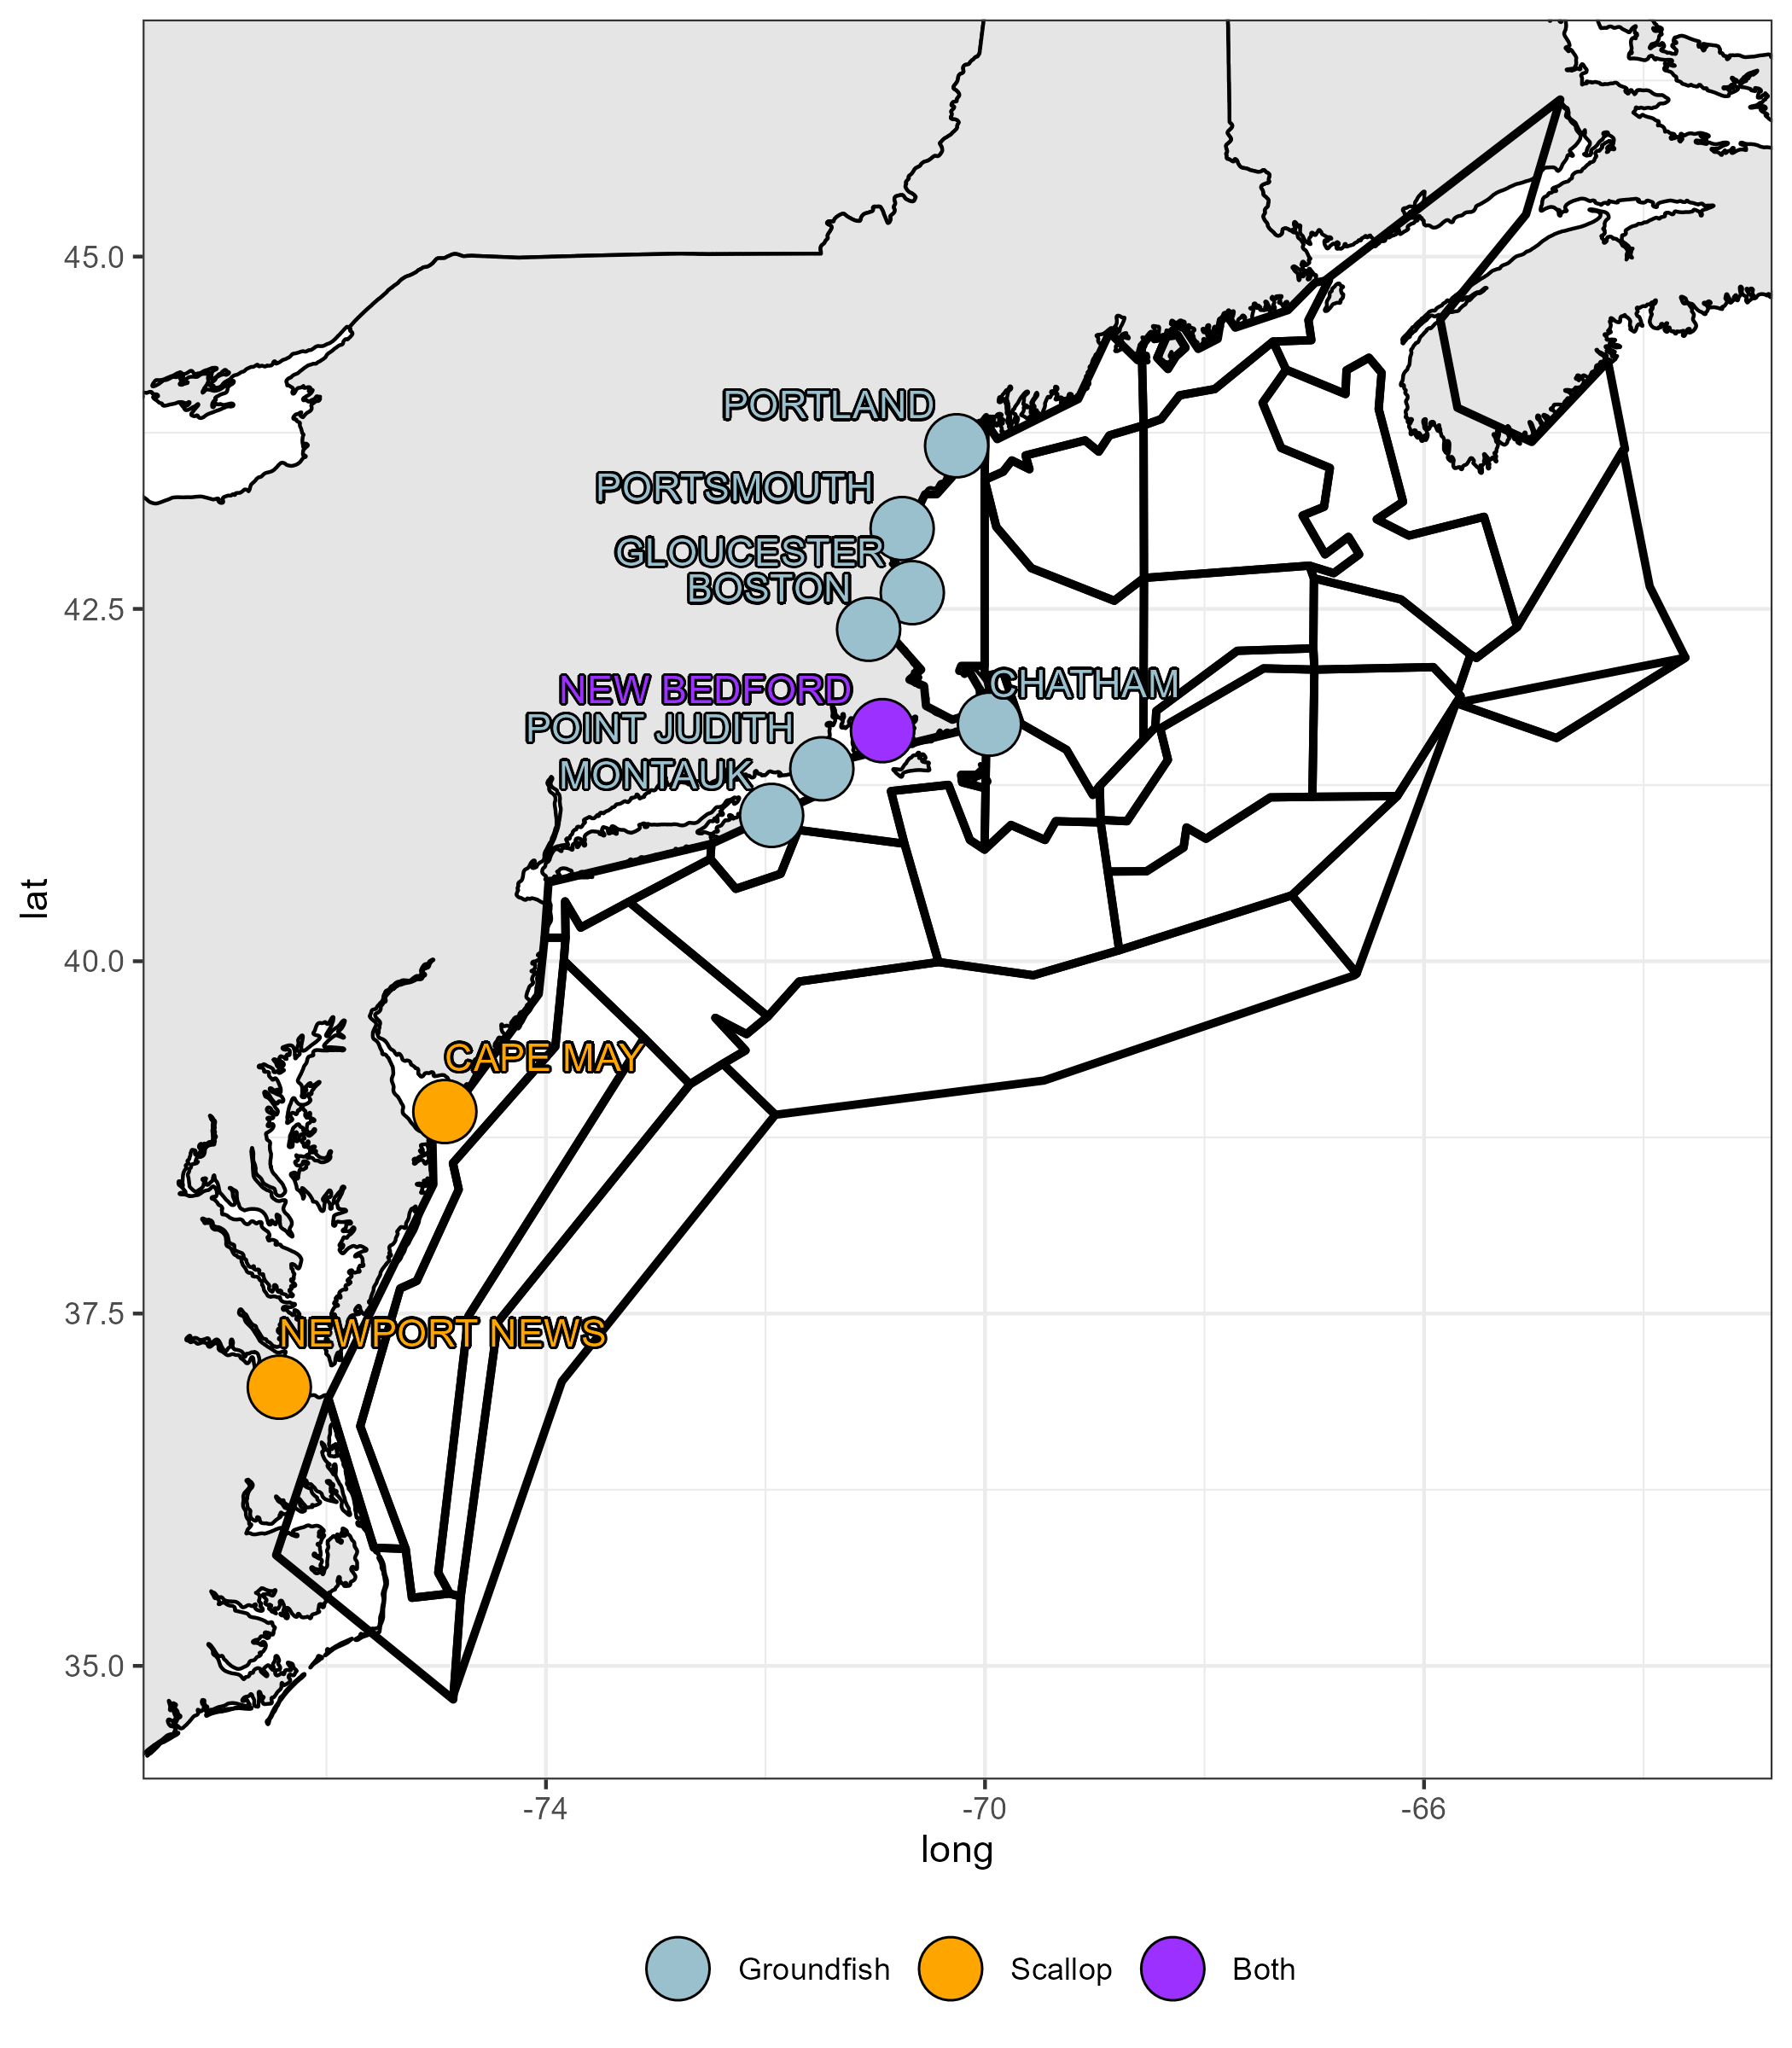 45.0
PORTLAND
PORTSMOUTH
GLOUCESTER
BOSTON
42.5
NEW BEDFORD
CHATHAM
POINT JUDITH
MONTAUK
lat
40.0
CAPE MAY
37.5
NEWPORT NEWS
35.0
-74 -70 -66
long
Groundfish Scallop Both